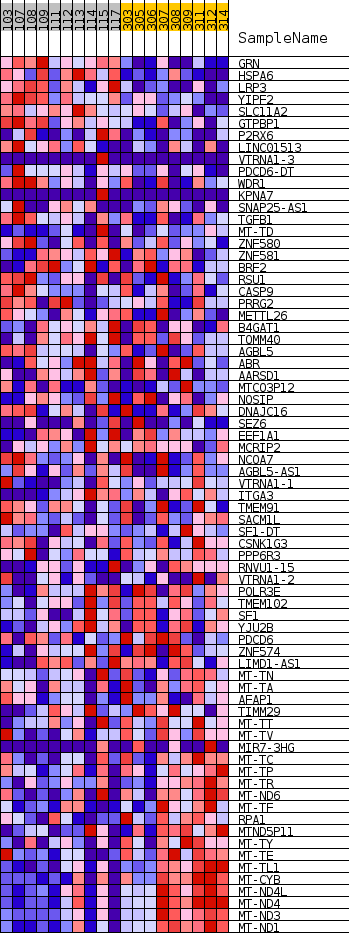 103 107 108 109 111 112 113 114 115 117 303 305 306 307 308 309 311 312 314
SampleName
GRN
HSPA6
LRP3
YIPF2
SLC11A2
GTPBP1
P2RX6
LINC01513
VTRNA1-3
PDCD6-DT
WDR1
KPNA7
SNAP25-AS1
TGFB1
MT-TD
ZNF580
ZNF581
BRF2
RSU1
CASP9
PRRG2
METTL26
B4GAT1
TOMM40
AGBL5
ABR
AARSD1
MTCO3P12
NOSIP
DNAJC16
SEZ6
EEF1A1
MCRIP2
NCOA7
AGBL5-AS1
VTRNA1-1
ITGA3
TMEM91
SACM1L
SF1-DT
CSNK1G3
PPP6R3
RNVU1-15
VTRNA1-2
POLR3E
TMEM102
SF1
YJU2B
PDCD6
ZNF574
LIMD1-AS1
MT-TN
MT-TA
AFAP1
TIMM29
MT-TT
MT-TV
MIR7-3HG
MT-TC
MT-TP
MT-TR
MT-ND6
MT-TF
RPA1
MTND5P11
MT-TY
MT-TE
MT-TL1
MT-CYB
MT-ND4L
MT-ND4
MT-ND3
MT-ND1